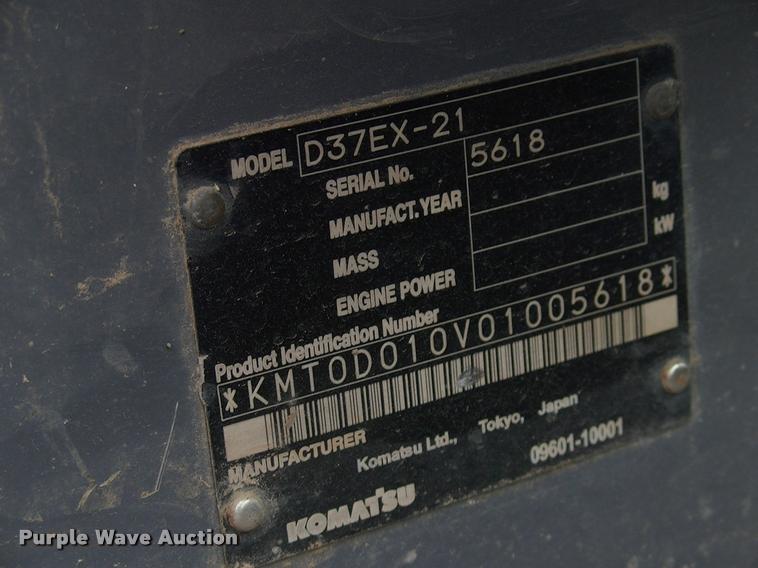 MODEL D37EX-21
SERIAL No. 5618
MANUFACT. YEAR
MASS kg
ENGINE POWER kW
Product Identification Number
*KMT0D010V01005618*
MANUFACTURER
Komatsu Ltd., Tokyo, Japan
KOMATSU 09601-10001
Purple Wave Auction